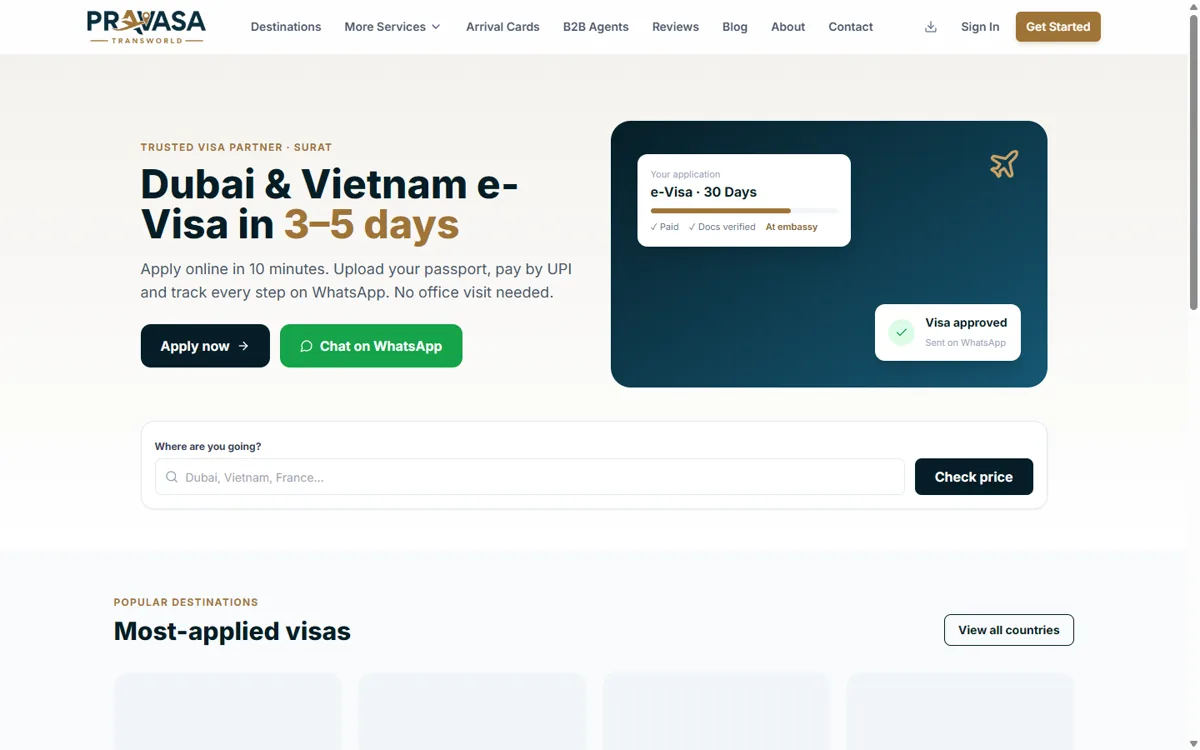 PRAVASA
TRANSWORLD
Destinations
More Services
Arrival Cards
B2B Agents
Reviews
Blog
About
Contact
Sign In
Get Started
TRUSTED VISA PARTNER · SURAT
Dubai & Vietnam e-
Visa in 3–5 days
Apply online in 10 minutes. Upload your passport, pay by UPI
and track every step on WhatsApp. No office visit needed.
Apply now →
Chat on WhatsApp
Your application
e-Visa · 30 Days
✓ Paid ✓ Docs verified At embassy
Visa approved
Sent on WhatsApp
Where are you going?
Dubai, Vietnam, France...
Check price
POPULAR DESTINATIONS
Most-applied visas
View all countries